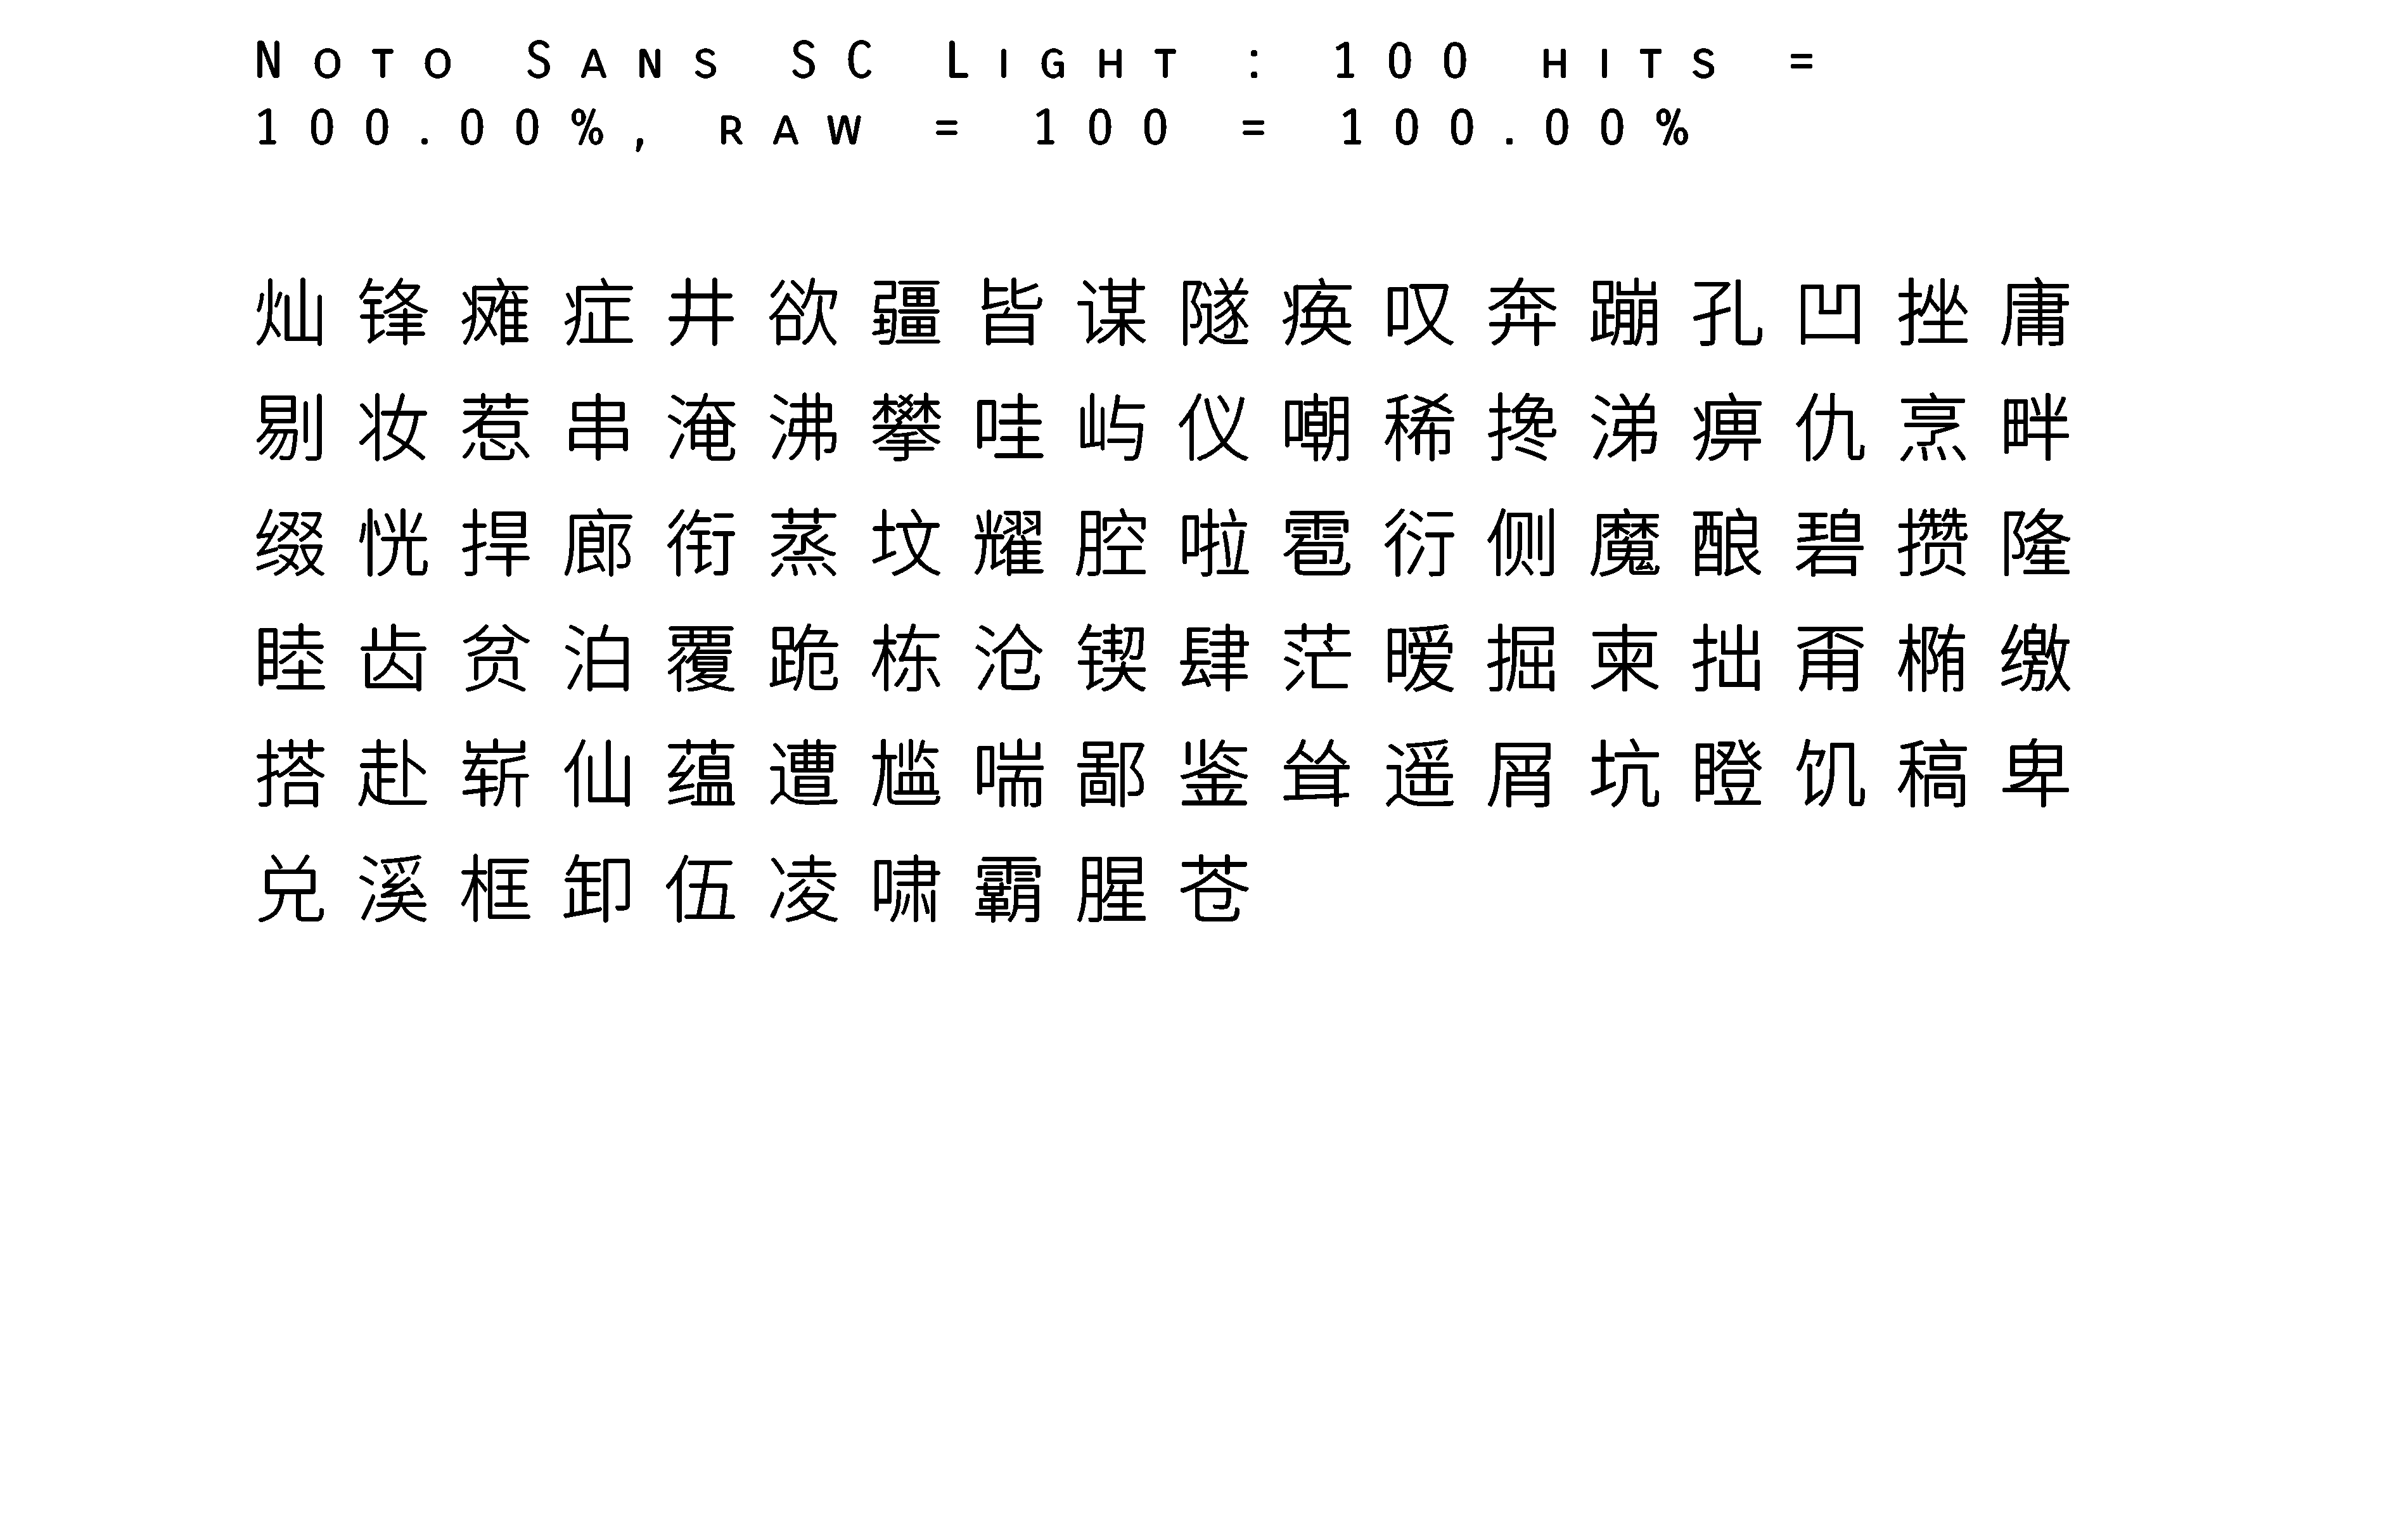 Noto Sans SC Light : 100 hits =
100.00%, raw = 100 = 100.00%
灿锋瘫症井欲疆皆谋隧痪叹奔蹦孔凹挫庸
剔妆惹串淹沸攀哇屿仪嘲稀搀涕痹仇烹畔
缀恍捍廊衔蒸坟耀腔啦雹衍侧魔酿碧攒隆
睦齿贫泊覆跪栋沧锲肆茫暧掘柬拙甭椭缴
搭赴崭仙蕴遭尴喘鄙鉴耸遥屑坑瞪饥稿卑
兑溪框卸伍凌啸霸腥苍